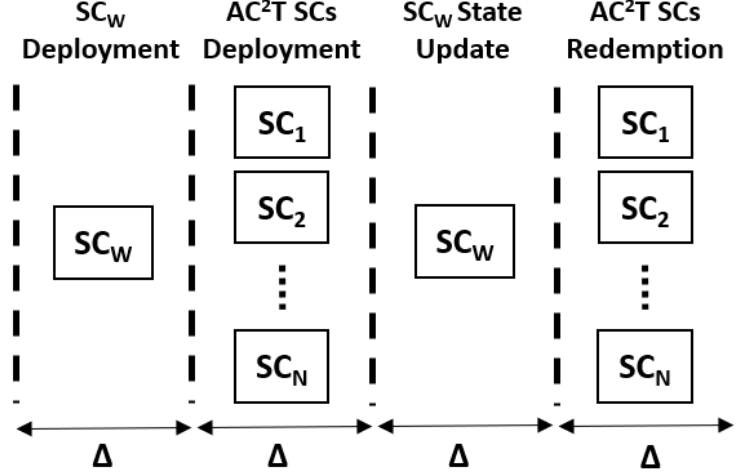 SCW Deployment
AC²T SCs Deployment
SCW State Update
AC²T SCs Redemption
SC1
SC2
SCN
SCW
SCW
SC1
SC2
SCN
Δ
Δ
Δ
Δ